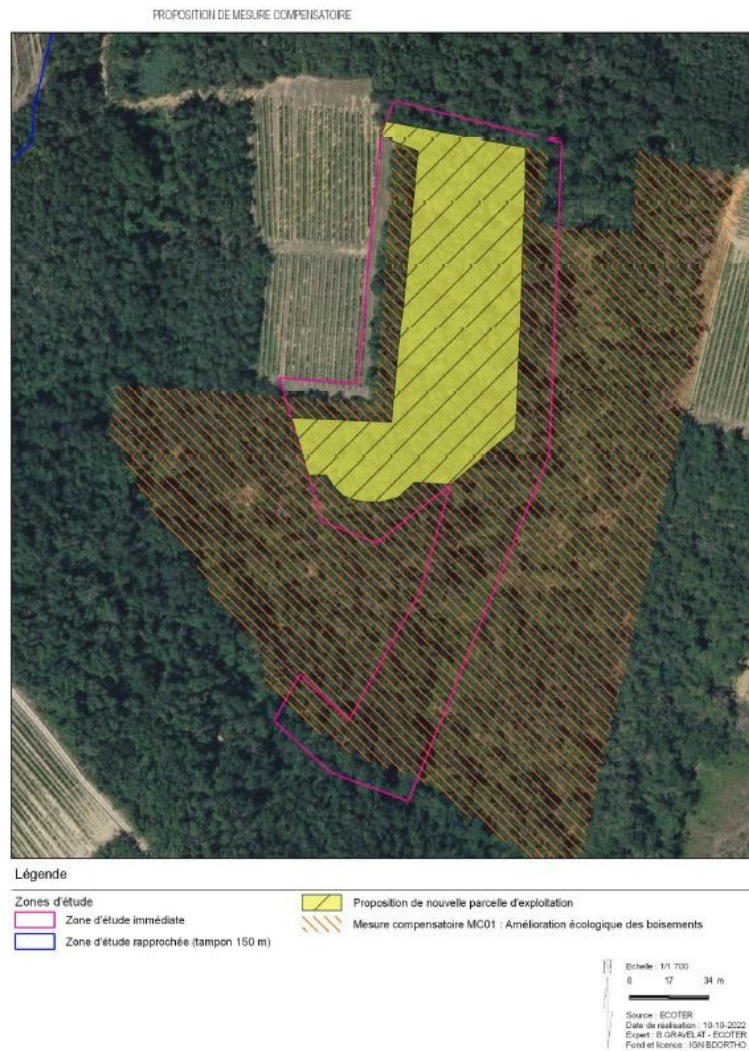 PROPOSITION DE MESURE COMPENSATOIRE
Légende
Zones d'étude
Zone d'étude immédiate
Zone d'étude rapprochée (tampon 150 m)
Proposition de nouvelle parcelle d'exploitation
Mesure compensatoire MC01 : Amélioration écologique des boisements
Echelle : 1/1 700
0 17 34 m
Source : ECOTER
Date de réalisation : 10-10-2022
Expert : B.GRAVELAT - ECOTER
Fond et licence : IGN BDORTHO